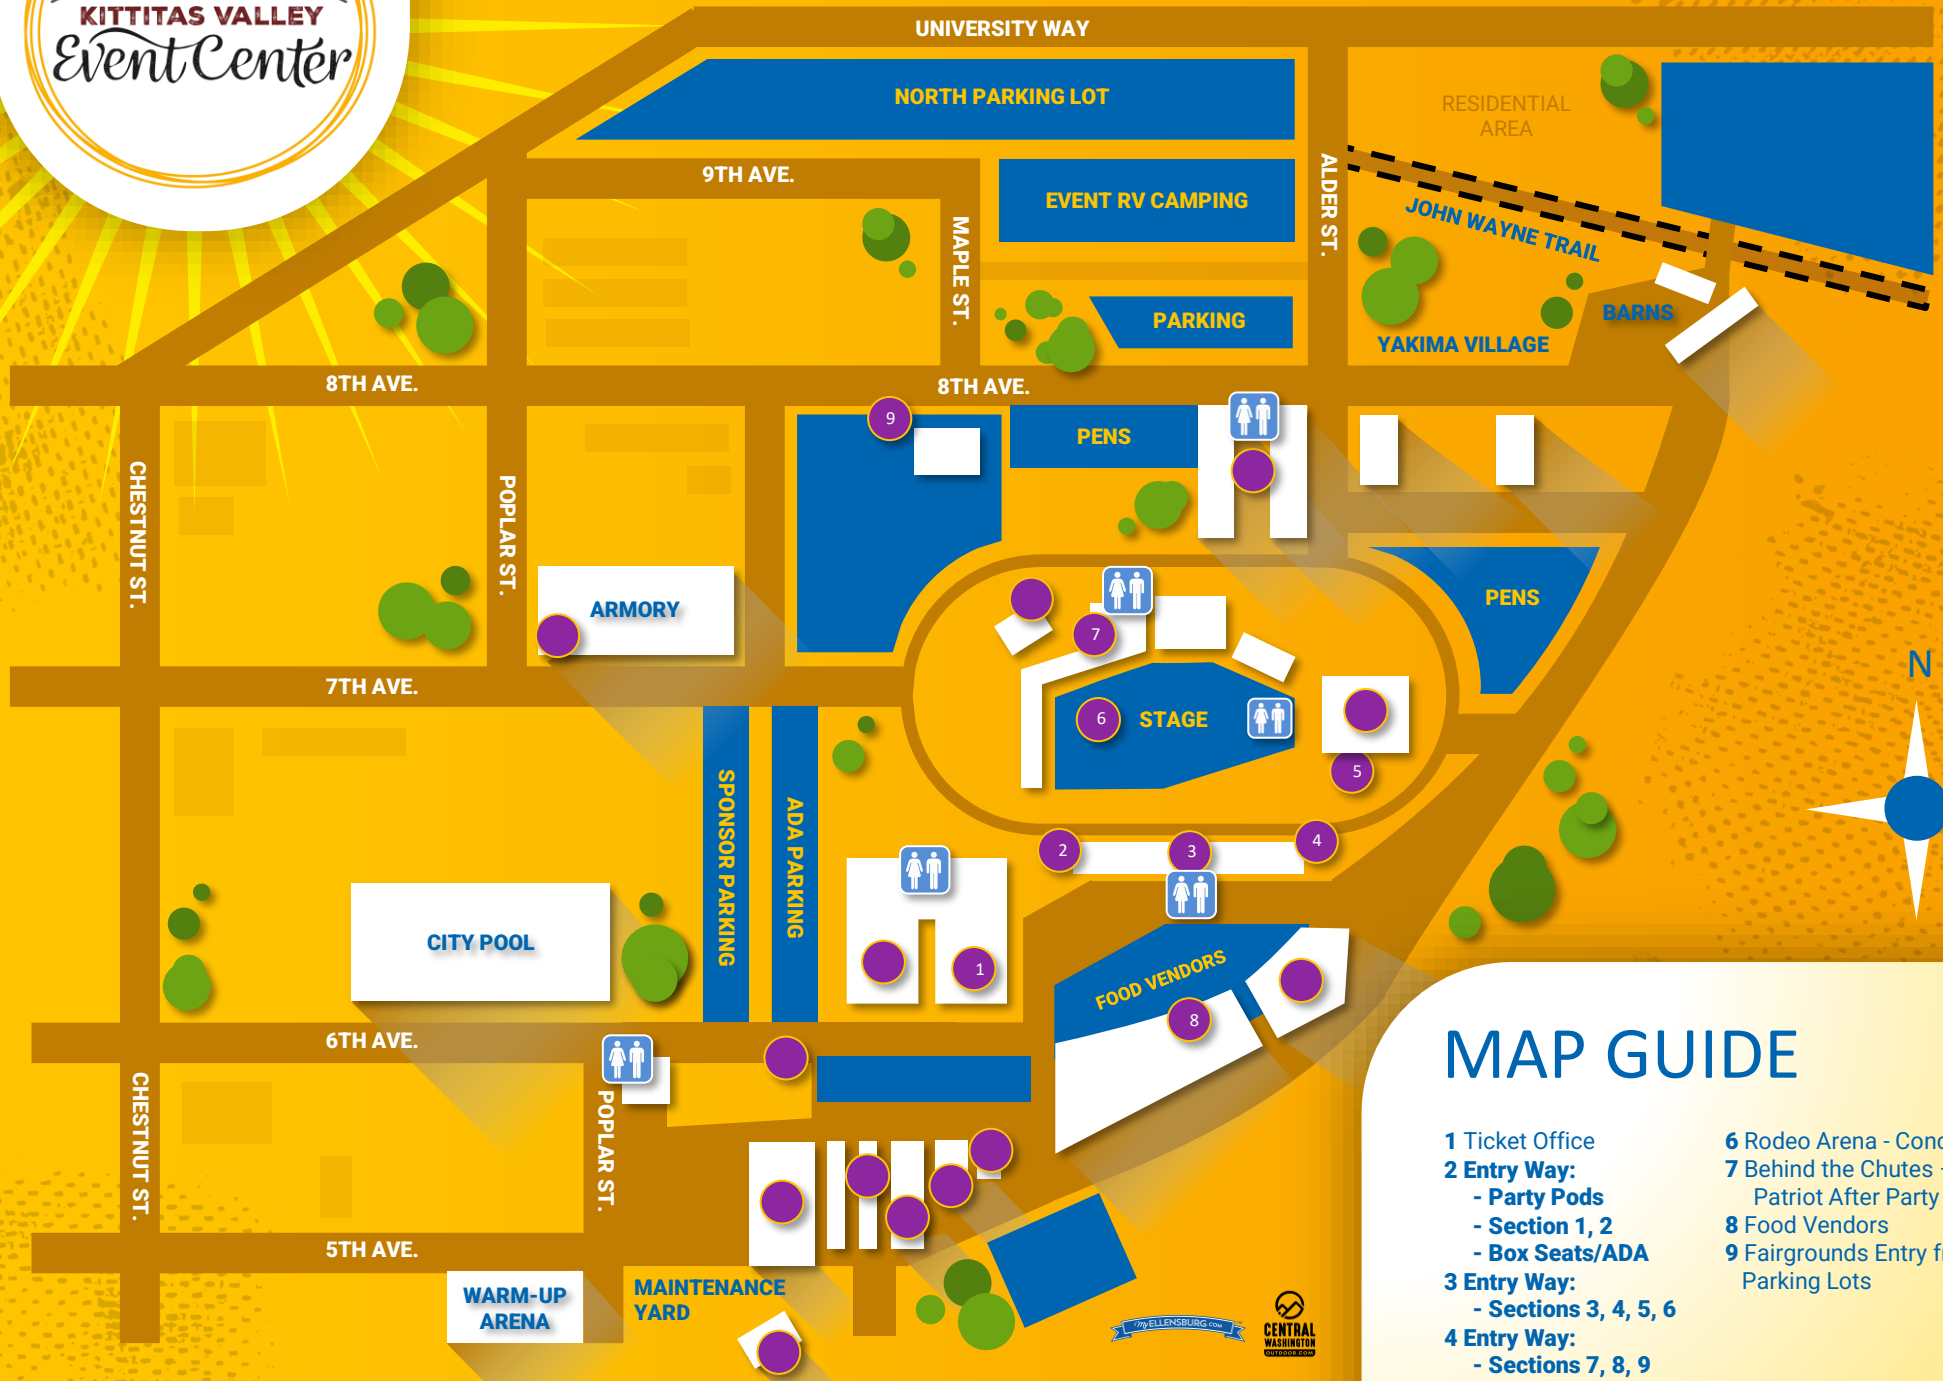 KITTITAS VALLEY
Event Center
UNIVERSITY WAY
NORTH PARKING LOT
RESIDENTIAL
AREA
9TH AVE.
EVENT RV CAMPING
ALDER ST.
JOHN WAYNE TRAIL
MAPLE ST.
PARKING
BARNS
YAKIMA VILLAGE
8TH AVE.
8TH AVE.
9
PENS
CHESTNUT ST.
POPLAR ST.
ARMORY
PENS
7
7TH AVE.
6
STAGE
5
N
SPONSOR PARKING
ADA PARKING
2
3
4
CITY POOL
1
FOOD VENDORS
8
6TH AVE.
CHESTNUT ST.
POPLAR ST.
5TH AVE.
WARM-UP
ARENA
MAINTENANCE
YARD
myELLENSBURG.COM
CENTRAL
WASHINGTON
OUTDOOR.COM
MAP GUIDE
1 Ticket Office
2 Entry Way:
- Party Pods
- Section 1, 2
- Box Seats/ADA
3 Entry Way:
- Sections 3, 4, 5, 6
4 Entry Way:
- Sections 7, 8, 9
6 Rodeo Arena -
7 Behind the Chutes
Patriot After Party
8 Food Vendors
9 Fairgrounds Entry
Parking Lots